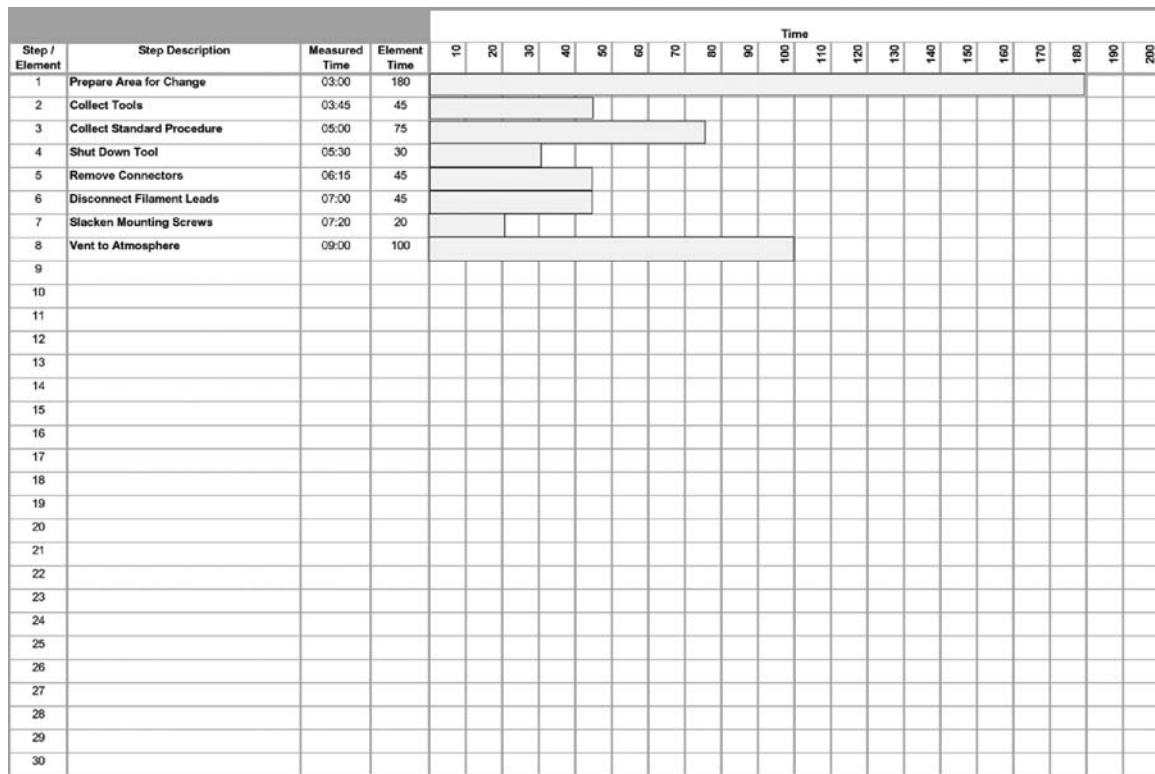 Time
Step / Element Step Description Measured Time Element Time 10 20 30 40 50 60 70 80 90 100 110 120 130 140 150 160 170 180 190 200
1 Prepare Area for Change 03:00 180
2 Collect Tools 03:45 45
3 Collect Standard Procedure 05:00 75
4 Shut Down Tool 05:30 30
5 Remove Connectors 06:15 45
6 Disconnect Filament Leads 07:00 45
7 Slacken Mounting Screws 07:20 20
8 Vent to Atmosphere 09:00 100
9
10
11
12
13
14
15
16
17
18
19
20
21
22
23
24
25
26
27
28
29
30